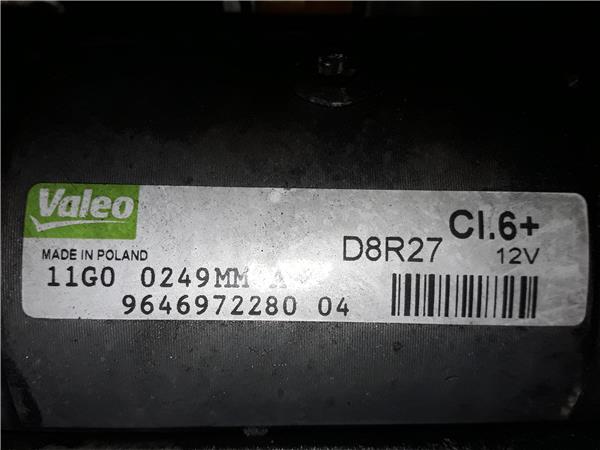 Valeo
Cl.6+
MADE IN POLAND
D8R27
12V
11G0 0249MM A
9646972280 04